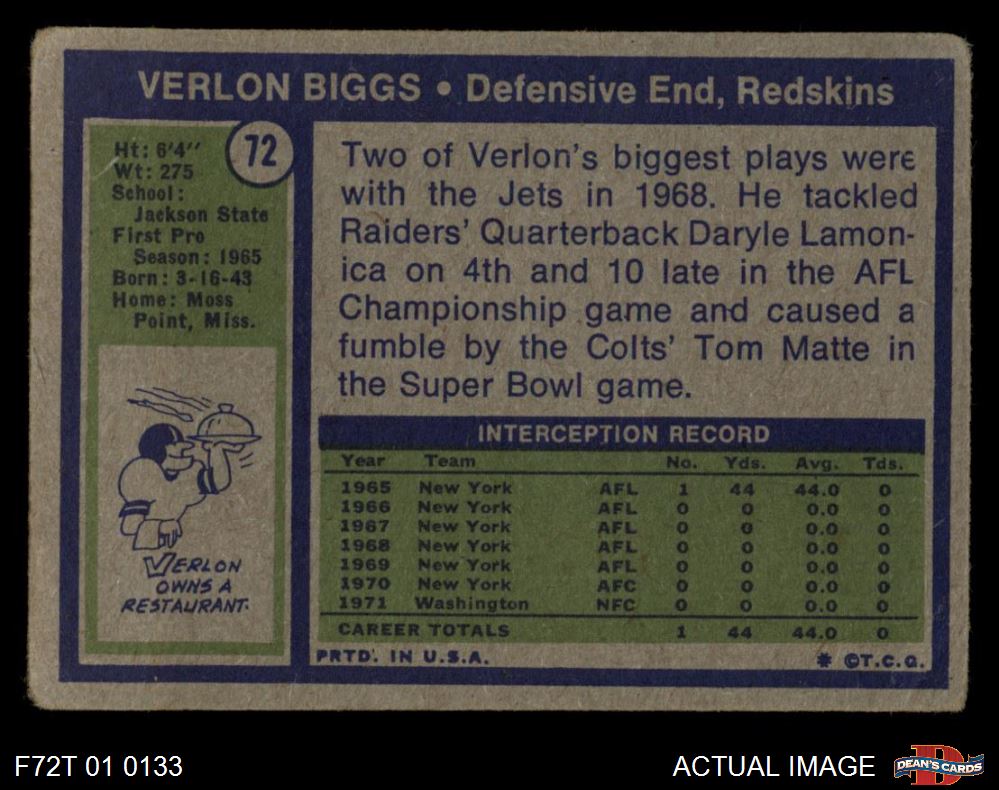 VERLON BIGGS • Defensive End, Redskins
72
Ht: 6'4"
Wt: 275
School:
Jackson State
First Pro
Season: 1965
Born: 3-16-43
Home: Moss
Point, Miss.
Two of Verlon's biggest plays were
with the Jets in 1968. He tackled
Raiders' Quarterback Daryle Lamon-
ica on 4th and 10 late in the AFL
Championship game and caused a
fumble by the Colts' Tom Matte in
the Super Bowl game.
VERLON
OWNS A
RESTAURANT.
INTERCEPTION RECORD
Year Team No. Yds. Avg. Tds.
1965 New York AFL 1 44 44.0 0
1966 New York AFL 0 0 0.0 0
1967 New York AFL 0 0 0.0 0
1968 New York AFL 0 0 0.0 0
1969 New York AFL 0 0 0.0 0
1970 New York AFC 0 0 0.0 0
1971 Washington NFC 0 0 0.0 0
CAREER TOTALS 1 44 44.0 0
PRTD. IN U.S.A. * ©T.C.G.
F72T 01 0133 ACTUAL IMAGE
D
DEAN'S CARDS